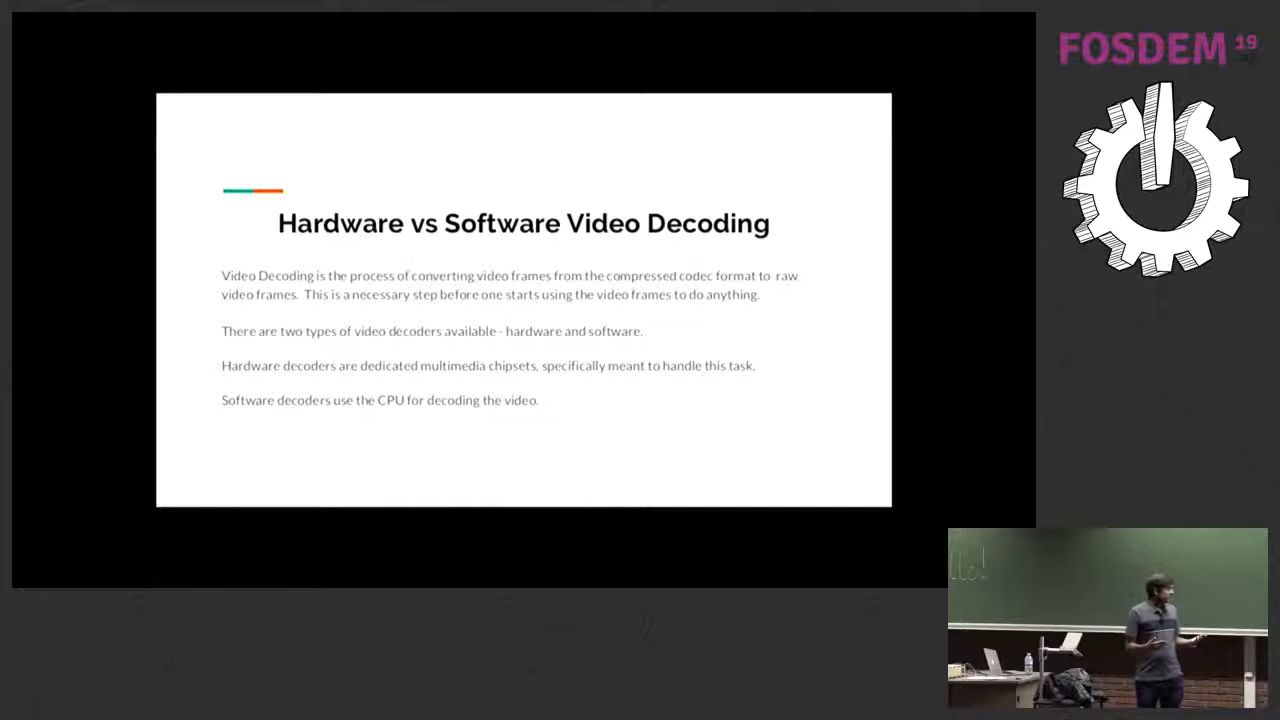 FOSDEM 19
Hardware vs Software Video Decoding
Video Decoding is the process of converting video frames from the compressed codec format to raw
video frames. This is a necessary step before one starts using the video frames to do anything.
There are two types of video decoders available - hardware and software.
Hardware decoders are dedicated multimedia chipsets, specifically meant to handle this task.
Software decoders use the CPU for decoding the video.